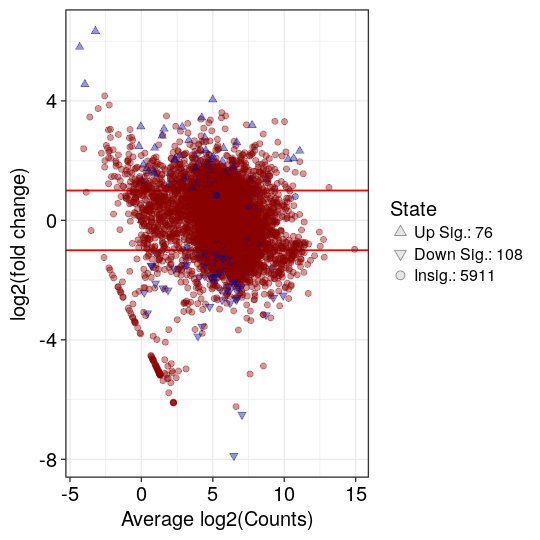 4
0
-4
-8
-5
0
5
10
15
log2(fold change)
Average log2(Counts)
State
Up Sig.: 76
Down Sig.: 108
Insig.: 5911